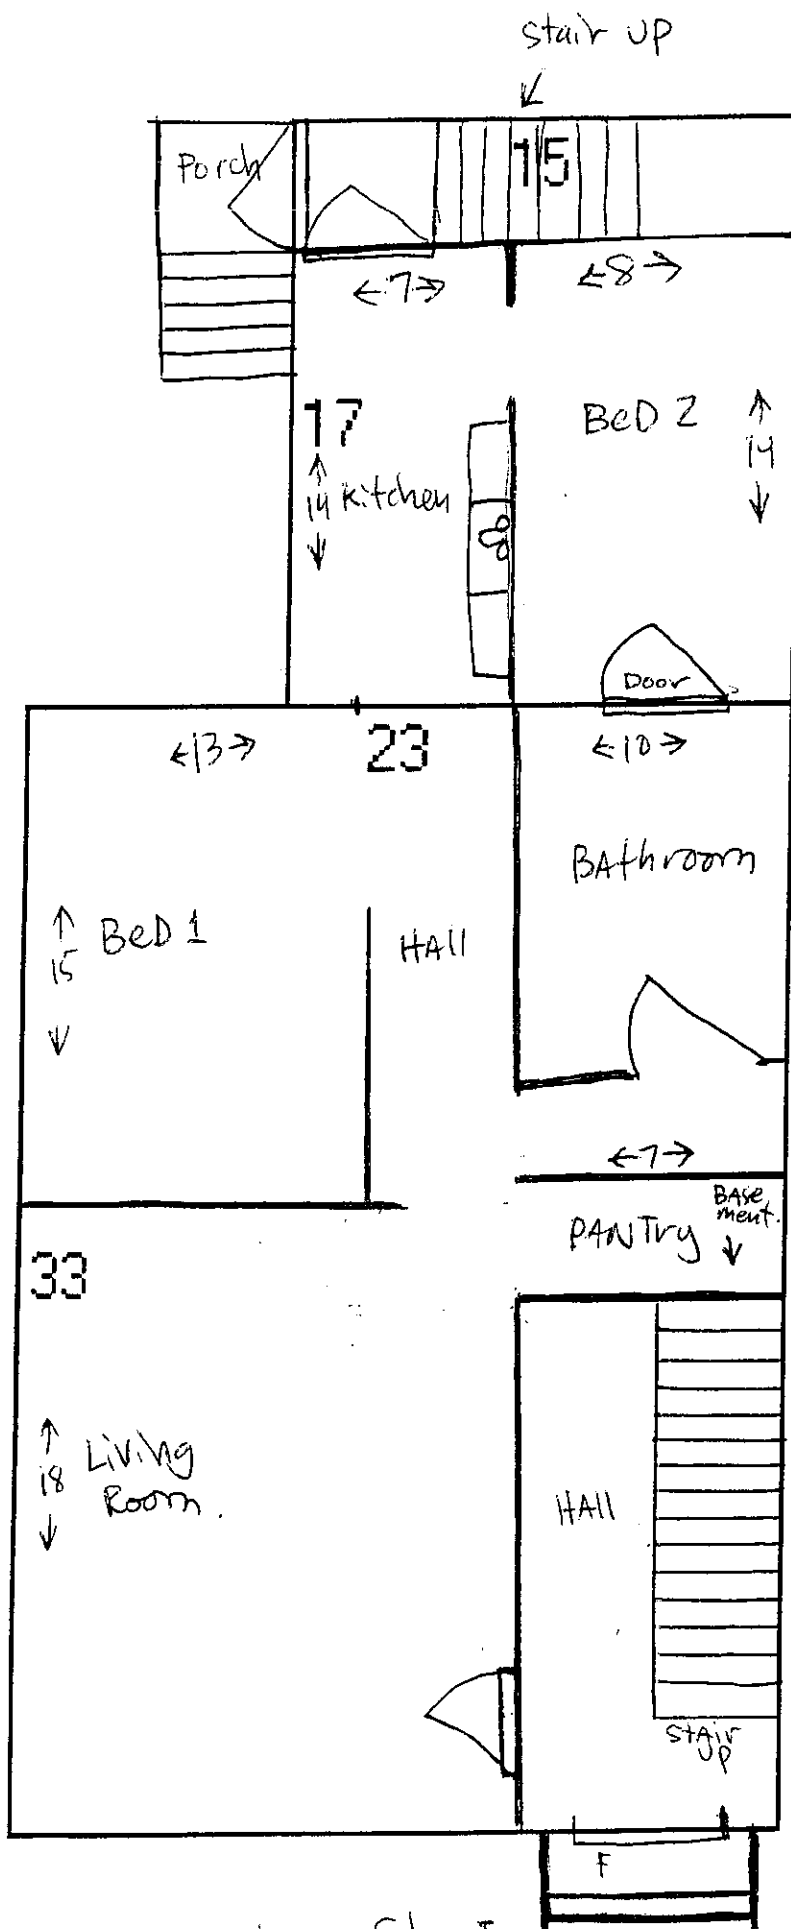 Stair UP
Porch
15
7
8
17
BeD 2
14
14 Kitchen
Door
13
23
10
BAthroom
BeD 1
15
HAll
7
BAse
ment.
PANTry
33
18
Living
Room.
HAll
Stair
UP
F